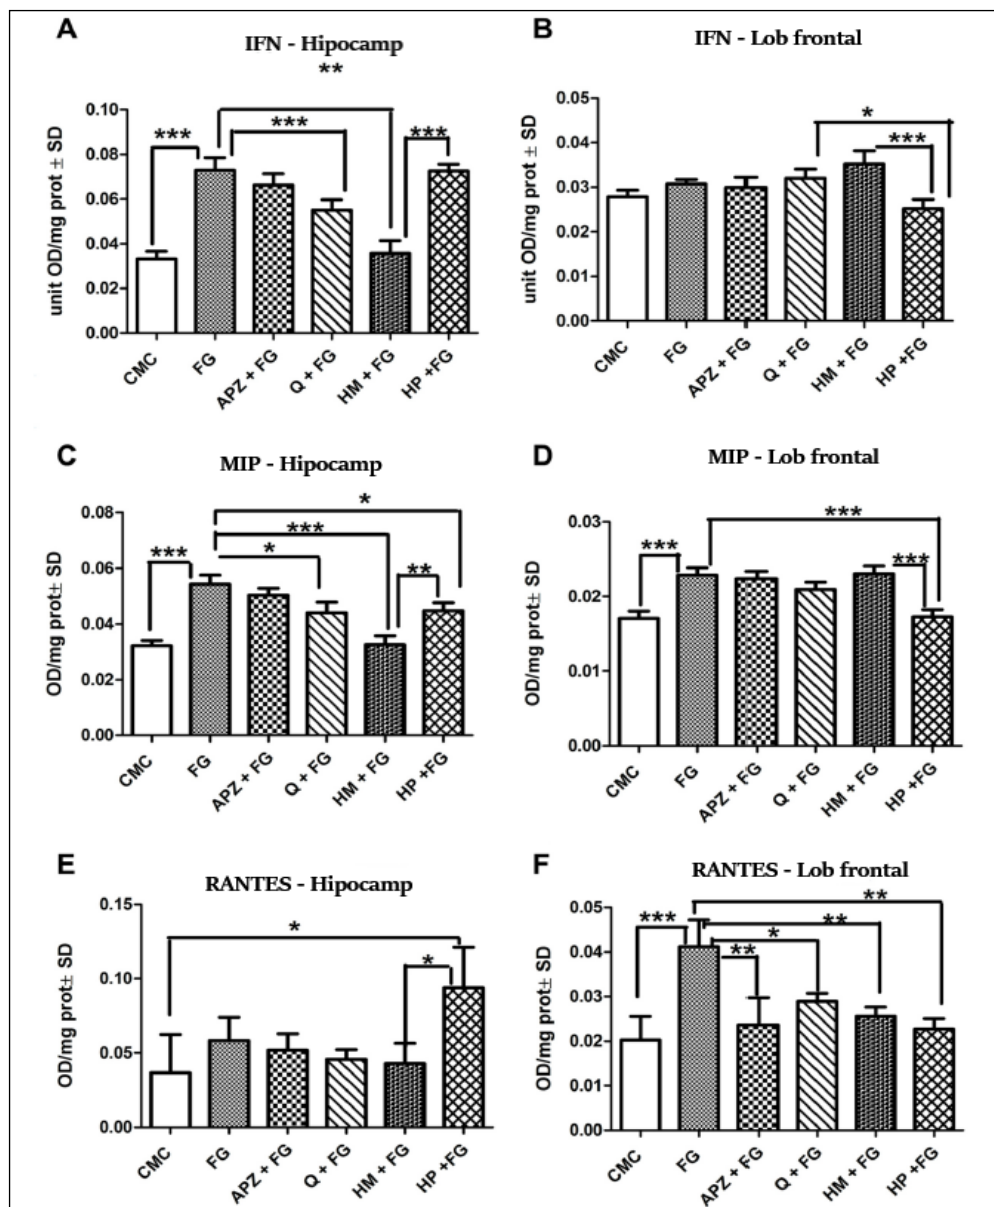 A
IFN - Hipocamp
**
unit OD/mg prot ± SD
0.10
0.08
0.06
0.04
0.02
0.00
***
***
***
CMC
FG
APZ + FG
Q + FG
HM + FG
HP +FG
B
IFN - Lob frontal
unit OD/mg prot ± SD
0.05
0.04
0.03
0.02
0.01
0.00
*
***
CMC
FG
APZ + FG
Q + FG
HM + FG
HP +FG
C
MIP - Hipocamp
OD/mg prot± SD
0.08
0.06
0.04
0.02
0.00
*
***
***
*
**
CMC
FG
APZ + FG
Q + FG
HM + FG
HP +FG
D
MIP - Lob frontal
OD/mg prot± SD
0.03
0.02
0.01
0.00
***
***
***
CMC
FG
APZ + FG
Q + FG
HM + FG
HP +FG
E
RANTES - Hipocamp
OD/mg prot± SD
0.15
0.10
0.05
0.00
*
*
CMC
FG
APZ + FG
Q + FG
HM + FG
HP +FG
F
RANTES - Lob frontal
OD/mg prot± SD
0.05
0.04
0.03
0.02
0.01
0.00
**
***
**
*
**
CMC
FG
APZ + FG
Q + FG
HM + FG
HP +FG